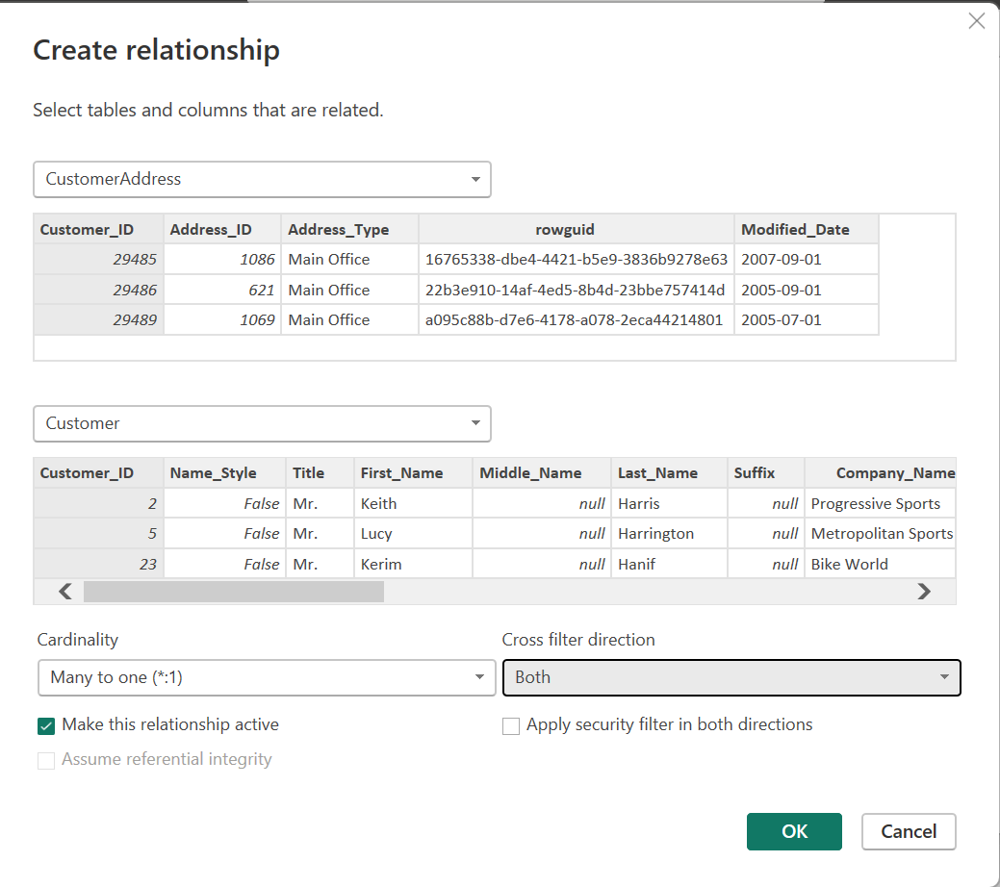 Create relationship
Select tables and columns that are related.
CustomerAddress
Customer_ID Address_ID Address_Type rowguid Modified_Date
29485 1086 Main Office 16765338-dbe4-4421-b5e9-3836b9278e63 2007-09-01
29486 621 Main Office 22b3e910-14af-4ed5-8b4d-23bbe757414d 2005-09-01
29489 1069 Main Office a095c88b-d7e6-4178-a078-2eca44214801 2005-07-01
Customer
Customer_ID Name_Style Title First_Name Middle_Name Last_Name Suffix Company_Name
2 False Mr. Keith null Harris null Progressive Sports
5 False Mr. Lucy null Harrington null Metropolitan Sports
23 False Mr. Kerim null Hanif null Bike World
Cardinality Cross filter direction
Many to one (*:1) Both
Make this relationship active Apply security filter in both directions
Assume referential integrity
OK Cancel